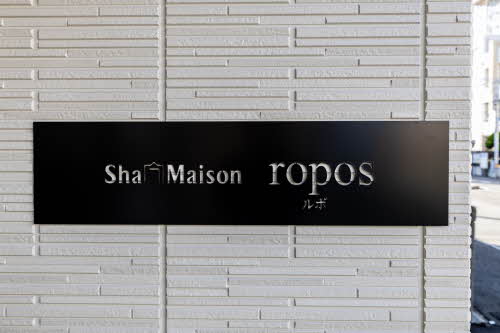 Sha Maison ropos
ルポ